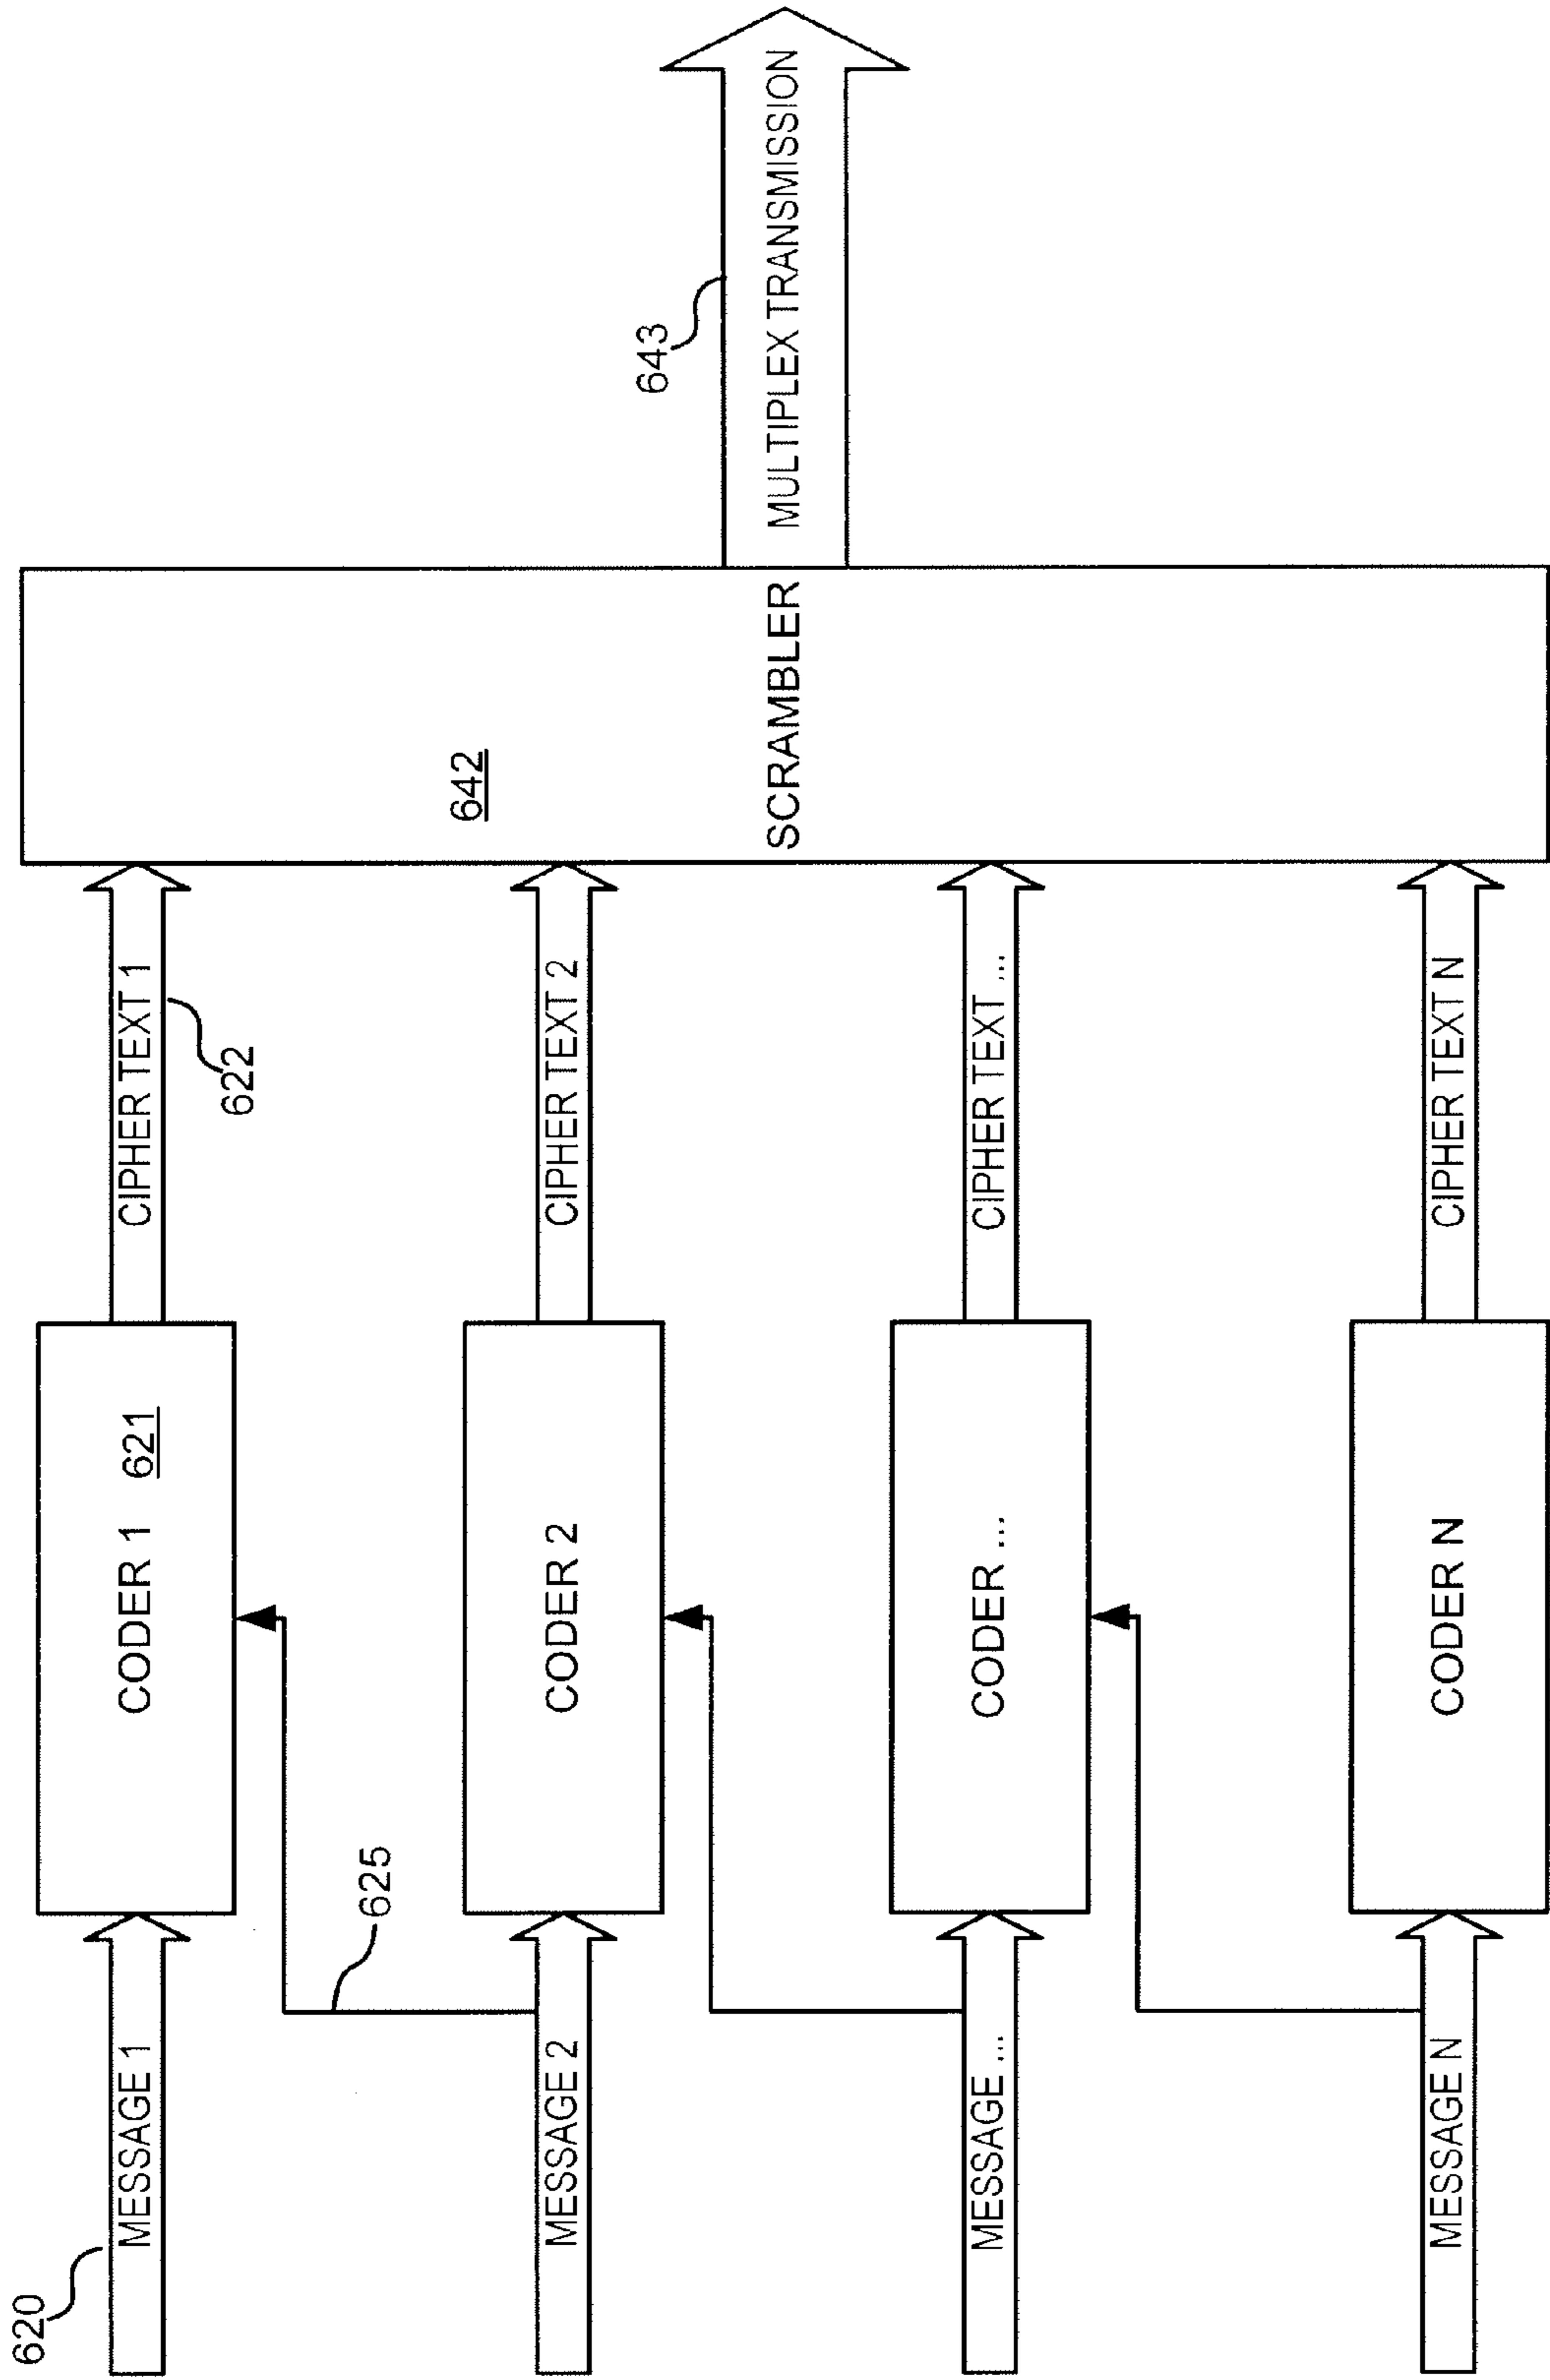 620
MESSAGE 1
CODER 1
621
CIPHER TEXT 1
622
625
MESSAGE 2
CODER 2
CIPHER TEXT 2
642
SCRAMBLER
643
MULTIPLEX TRANSMISSION
MESSAGE ...
CODER ...
CIPHER TEXT ...
MESSAGE N
CODER N
CIPHER TEXT N